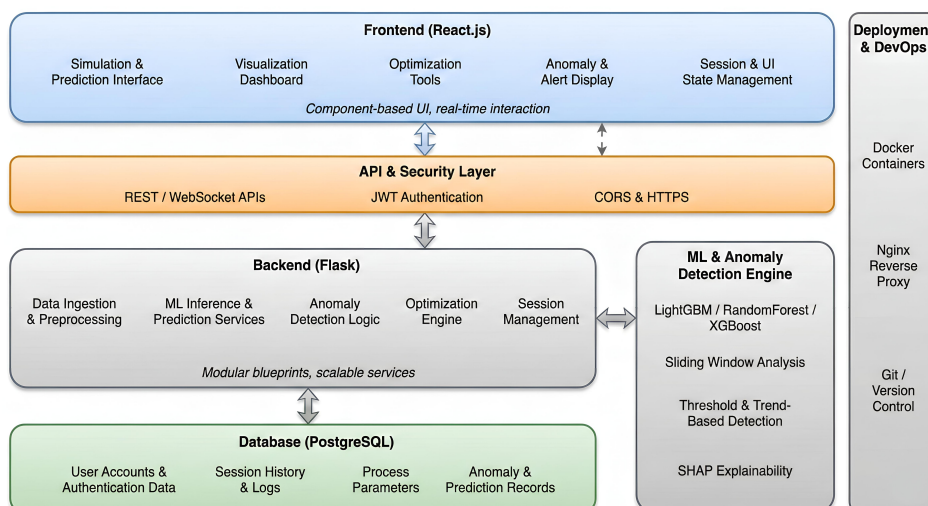 Frontend (React.js)
Simulation &
Prediction Interface
Visualization
Dashboard
Optimization
Tools
Anomaly &
Alert Display
Session & UI
State Management
Component-based UI, real-time interaction
API & Security Layer
REST / WebSocket APIs
JWT Authentication
CORS & HTTPS
Backend (Flask)
Data Ingestion
& Preprocessing
ML Inference &
Prediction Services
Anomaly
Detection Logic
Optimization
Engine
Session
Management
Modular blueprints, scalable services
ML & Anomaly
Detection Engine
LightGBM / RandomForest /
XGBoost
Sliding Window Analysis
Threshold & Trend-
Based Detection
SHAP Explainability
Database (PostgreSQL)
User Accounts &
Authentication Data
Session History
& Logs
Process
Parameters
Anomaly &
Prediction Records
Deploymen
& DevOps
Docker
Containers
Nginx
Reverse
Proxy
Git /
Version
Control